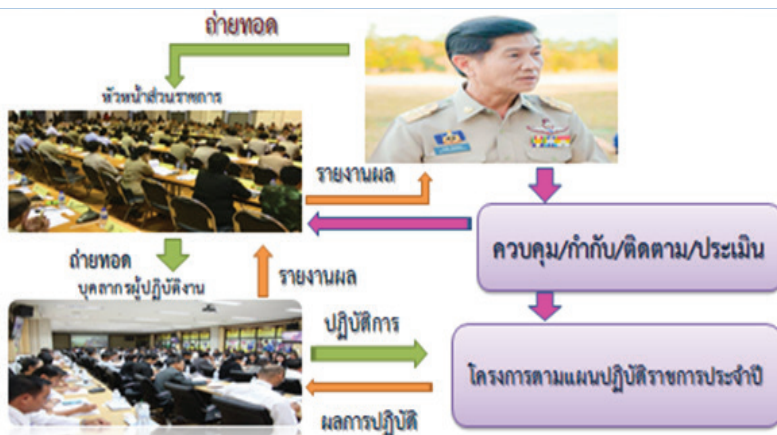 ถ่ายทอด
หัวหน้าส่วนราชการ
รายงานผล
ควบคุม/กำกับ/ติดตาม/ประเมิน
ถ่ายทอด
บุคลากรผู้ปฏิบัติงาน
รายงานผล
ปฏิบัติการ
โครงการตามแผนปฏิบัติราชการประจำปี
ผลการปฏิบัติ